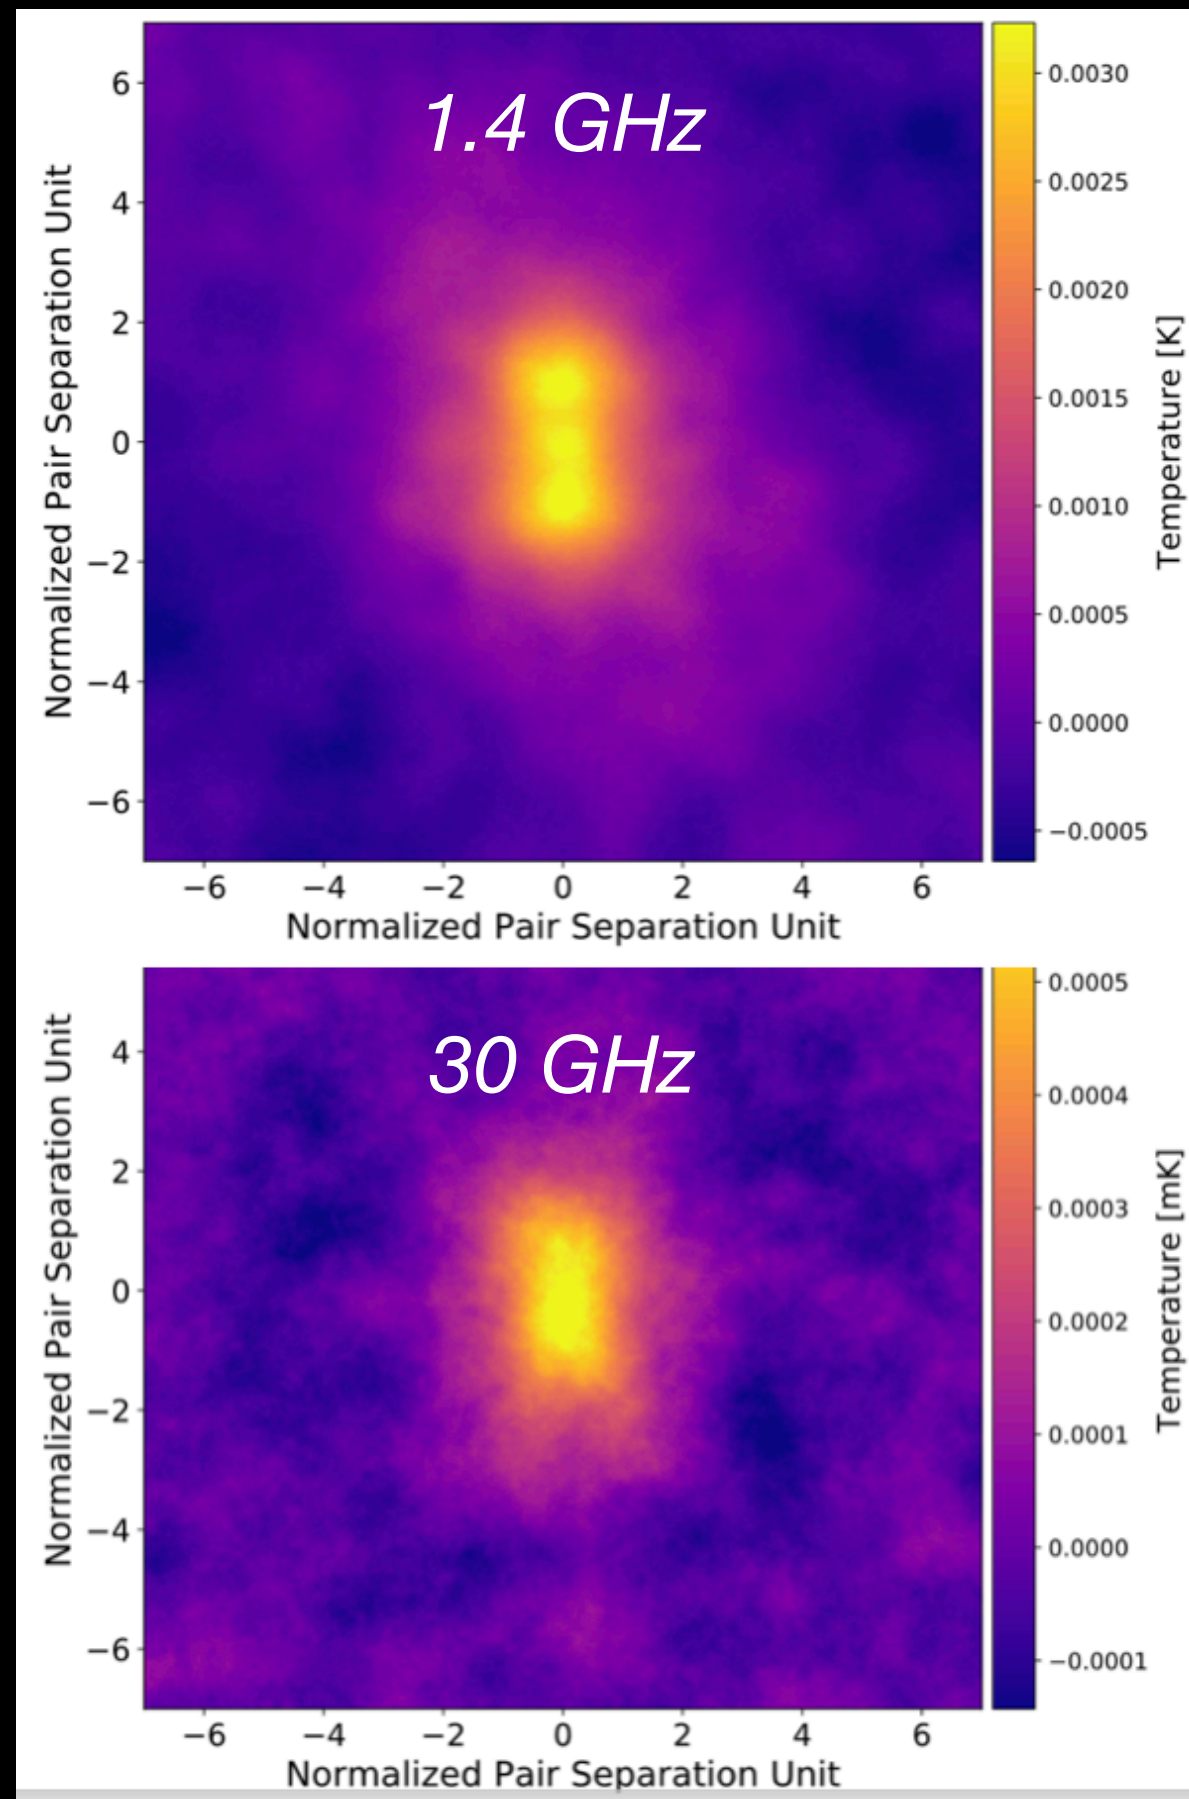 1.4 GHz
6
4
2
0
−2
−4
−6
−6 −4 −2 0 2 4 6
Normalized Pair Separation Unit
Normalized Pair Separation Unit
0.0030
0.0025
0.0020
0.0015
0.0010
0.0005
0.0000
−0.0005
Temperature [K]
30 GHz
4
2
0
−2
−4
−6
−6 −4 −2 0 2 4 6
Normalized Pair Separation Unit
Normalized Pair Separation Unit
0.0005
0.0004
0.0003
0.0002
0.0001
0.0000
−0.0001
Temperature [mK]